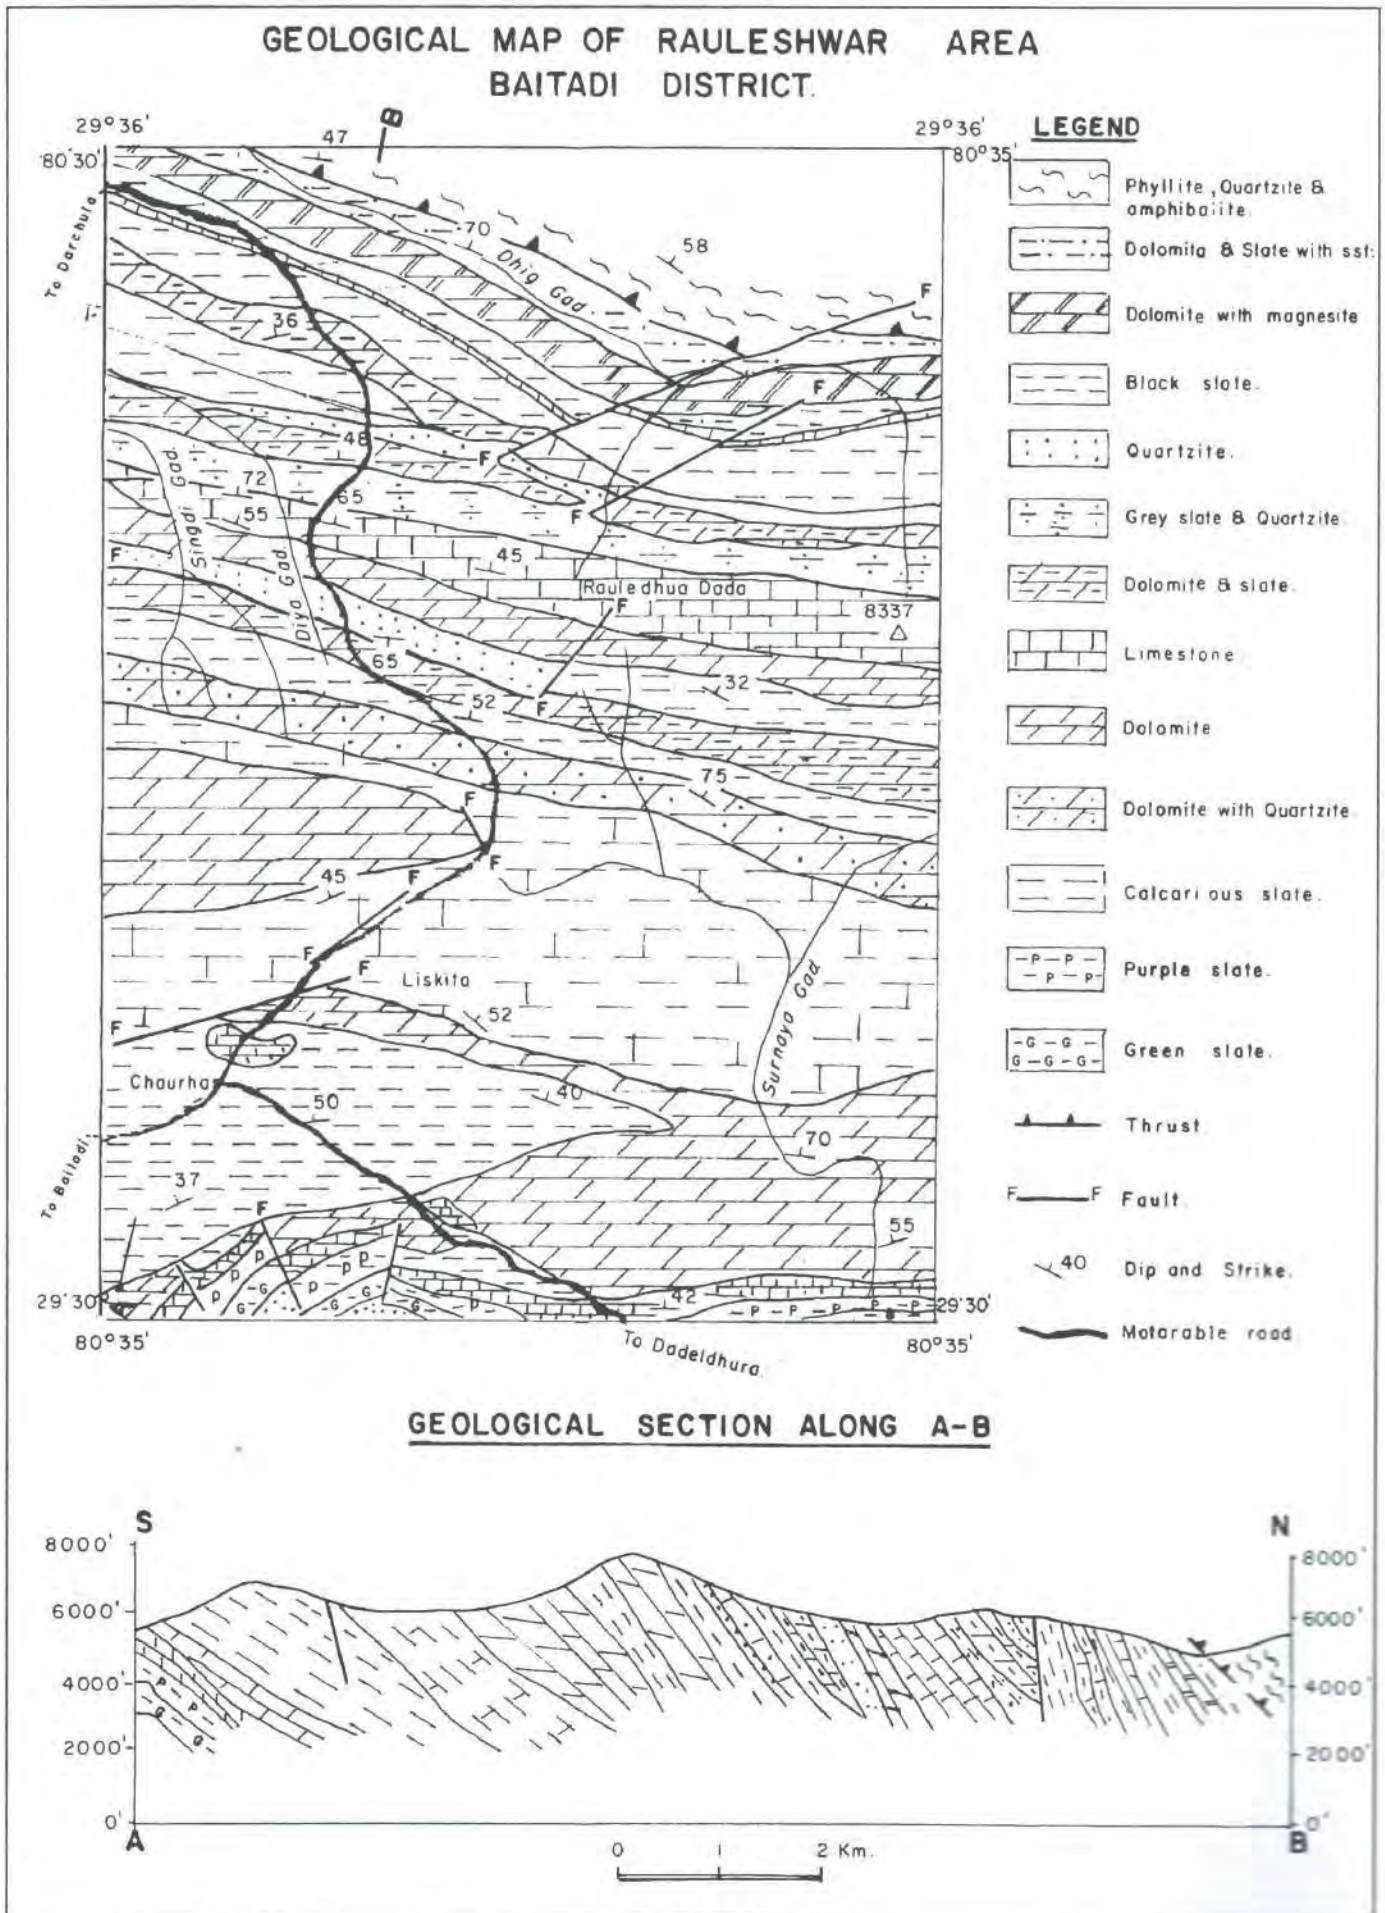 GEOLOGICAL MAP OF RAULESHWAR AREA
BAITADI DISTRICT.
B
29°36'
29°36'
80°30'
80°35'
47
To Darchula
70
58
Dhig Gad.
F
36
F
48
F
72
65
55
F
Singdi Gad.
Diya Gad.
F
45
Rauledhua Dada
F
8337
65
32
52
F
75
F
F
45
F
F
F
Liskita
52
F
Surnaya Gad
Chaurha
40
50
70
To Baitadi
37
F
55
42
P P P P P P
G G G G
29°30'
29°30'
80°35'
80°35'
To Dadeldhura.
LEGEND
Phyllite, Quartzite &
amphibaiite.
Dolomita & Slate with sst:
Dolomite with magnesite
Black slate.
Quartzite.
Grey slate & Quartzite
Dolomite & slate.
Limestone
Dolomite
Dolomite with Quartzite.
Calcarious slate.
-P-P-
-P-P
Purple slate.
-G-G-
G-G-G-
Green slate.
Thrust
F F Fault.
40 Dip and Strike.
Motarable road
GEOLOGICAL SECTION ALONG A-B
S
N
8000'
8000'
6000'
6000'
4000'
4000'
P P
P P
G
G
2000'
2000'
0'
0'
A
B
0 1 2 Km.